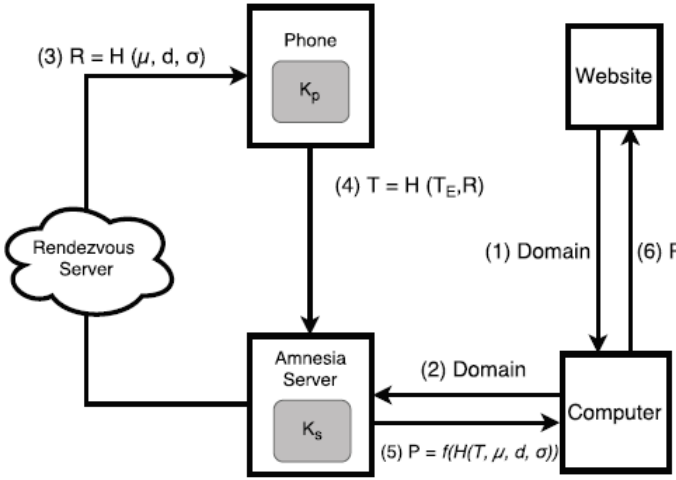 (3) R = H (μ, d, σ)
Phone
Kp
Website
(4) T = H (TE,R)
Rendezvous
Server
(1) Domain
(6) P
Amnesia
Server
Ks
(2) Domain
Computer
(5) P = f(H(T, μ, d, σ))